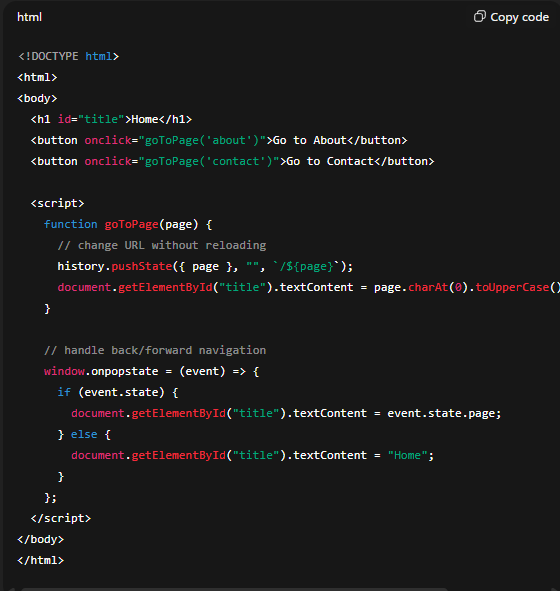 html
Copy code
<!DOCTYPE html>
<html>
<body>
  <h1 id="title">Home</h1>
  <button onclick="goToPage('about')">Go to About</button>
  <button onclick="goToPage('contact')">Go to Contact</button>

  <script>
    function goToPage(page) {
      // change URL without reloading
      history.pushState({ page }, "", `/${page}`);
      document.getElementById("title").textContent = page.charAt(0).toUpperCase()
    }

    // handle back/forward navigation
    window.onpopstate = (event) => {
      if (event.state) {
        document.getElementById("title").textContent = event.state.page;
      } else {
        document.getElementById("title").textContent = "Home";
      }
    };
  </script>
</body>
</html>